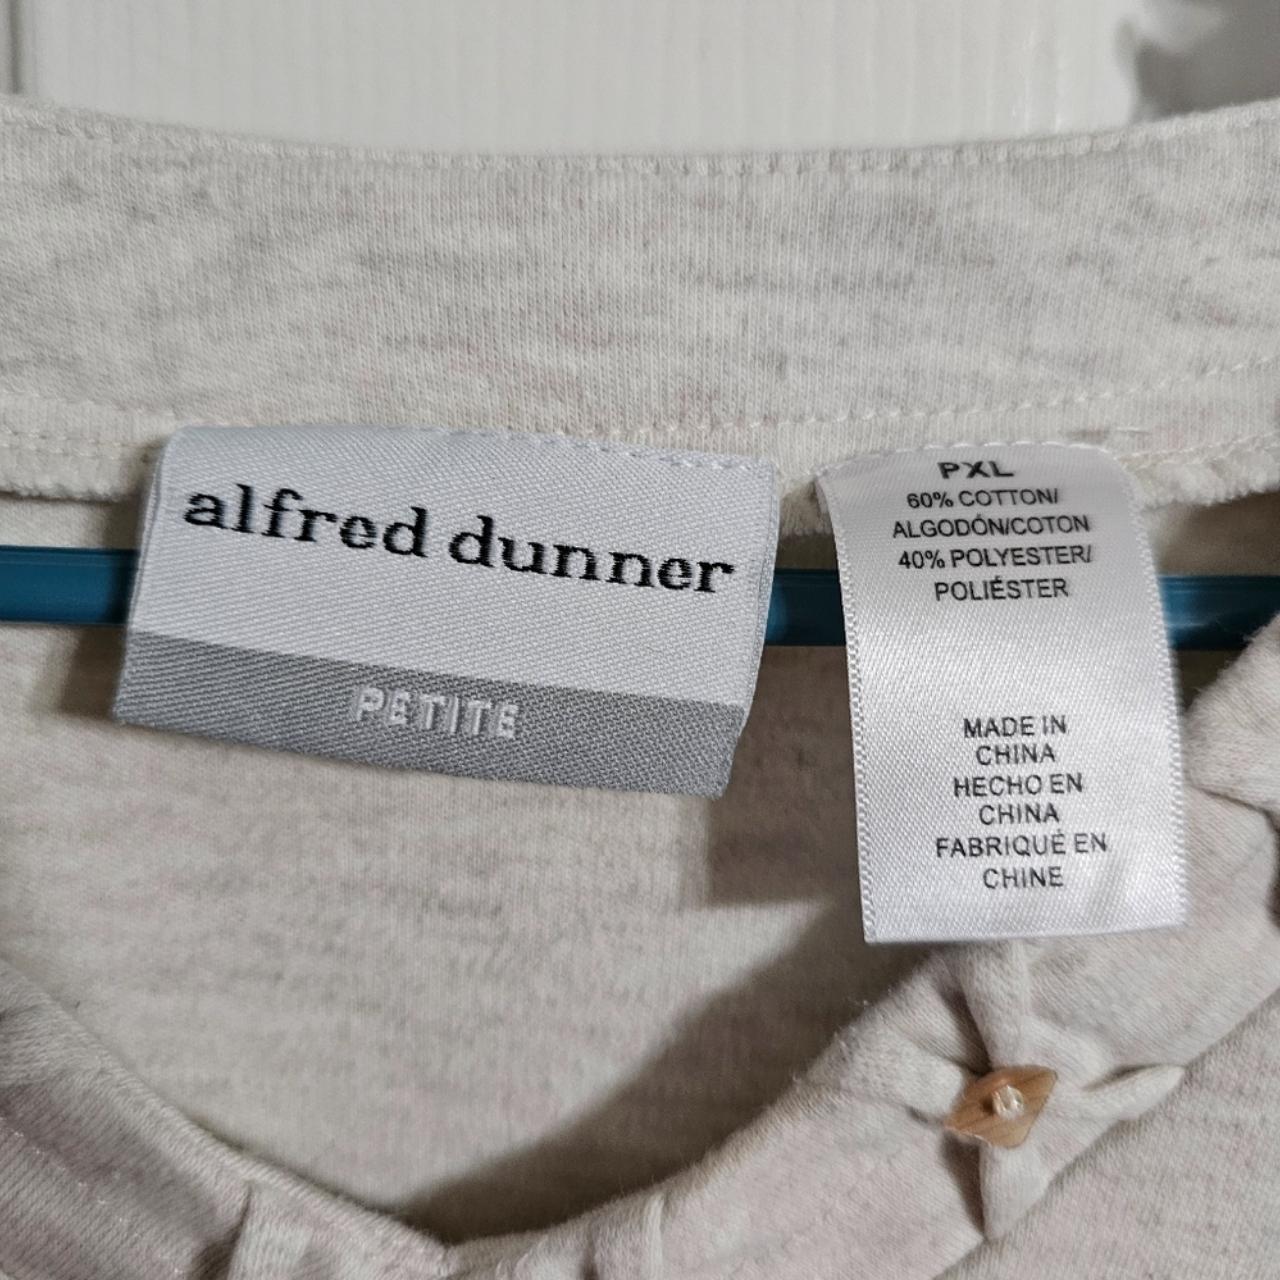 alfred dunner
PETITE
PXL
60% COTTON/
ALGODÓN/COTON
40% POLYESTER/
POLIÉSTER
MADE IN
CHINA
HECHO EN
CHINA
FABRIQUÉ EN
CHINE